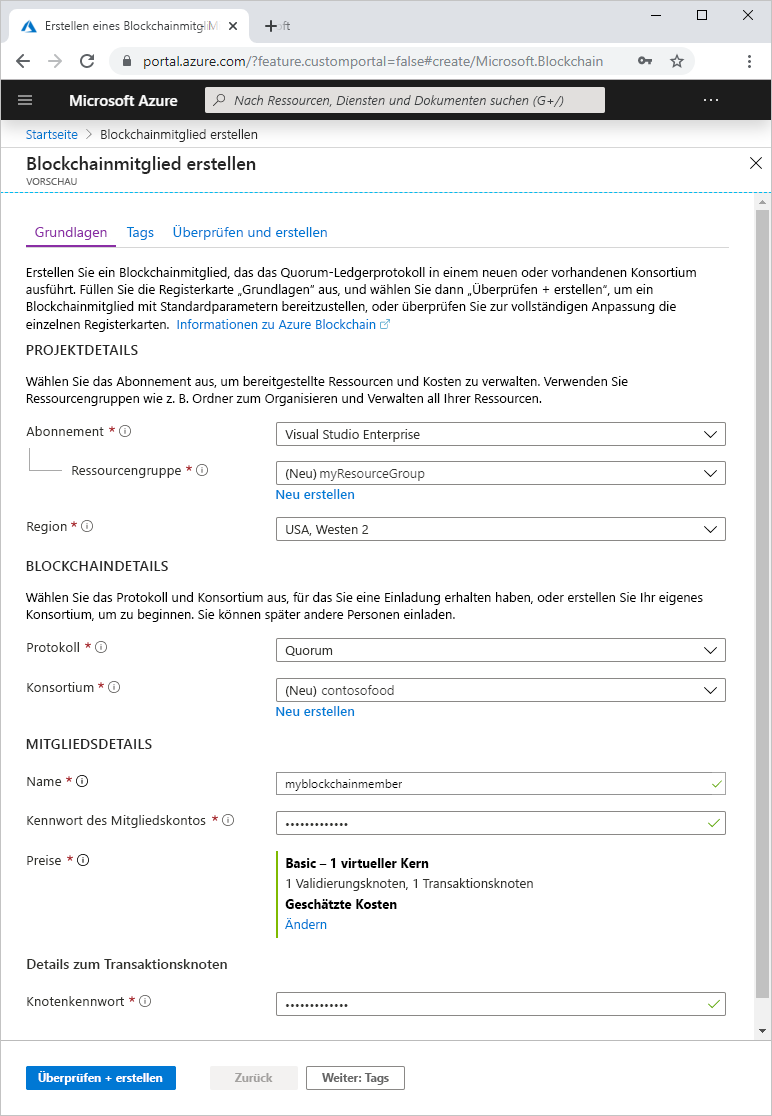 Erstellen eines Blockchainmitg
portal.azure.com/?feature.customportal=false#create/Microsoft.Blockchain
Microsoft Azure
Nach Ressourcen, Diensten und Dokumenten suchen (G+/)
Startseite > Blockchainmitglied erstellen
Blockchainmitglied erstellen
VORSCHAU
Grundlagen Tags Überprüfen und erstellen
Erstellen Sie ein Blockchainmitglied, das das Quorum-Ledgerprotokoll in einem neuen oder vorhandenen Konsortium
ausführt. Füllen Sie die Registerkarte „Grundlagen" aus, und wählen Sie dann „Überprüfen + erstellen", um ein
Blockchainmitglied mit Standardparametern bereitzustellen, oder überprüfen Sie zur vollständigen Anpassung die
einzelnen Registerkarten. Informationen zu Azure Blockchain
PROJEKTDETAILS
Wählen Sie das Abonnement aus, um bereitgestellte Ressourcen und Kosten zu verwalten. Verwenden Sie
Ressourcengruppen wie z. B. Ordner zum Organisieren und Verwalten all Ihrer Ressourcen.
Abonnement *
Visual Studio Enterprise
Ressourcengruppe *
(Neu) myResourceGroup
Neu erstellen
Region *
USA, Westen 2
BLOCKCHAINDETAILS
Wählen Sie das Protokoll und Konsortium aus, für das Sie eine Einladung erhalten haben, oder erstellen Sie Ihr eigenes
Konsortium, um zu beginnen. Sie können später andere Personen einladen.
Protokoll *
Quorum
Konsortium *
(Neu) contosofood
Neu erstellen
MITGLIEDSDETAILS
Name *
myblockchainmember
Kennwort des Mitgliedskontos *
•••••••••••••
Preise *
Basic – 1 virtueller Kern
1 Validierungsknoten, 1 Transaktionsknoten
Geschätzte Kosten
Ändern
Details zum Transaktionsknoten
Knotenkennwort *
•••••••••••••
Überprüfen + erstellen Zurück Weiter: Tags